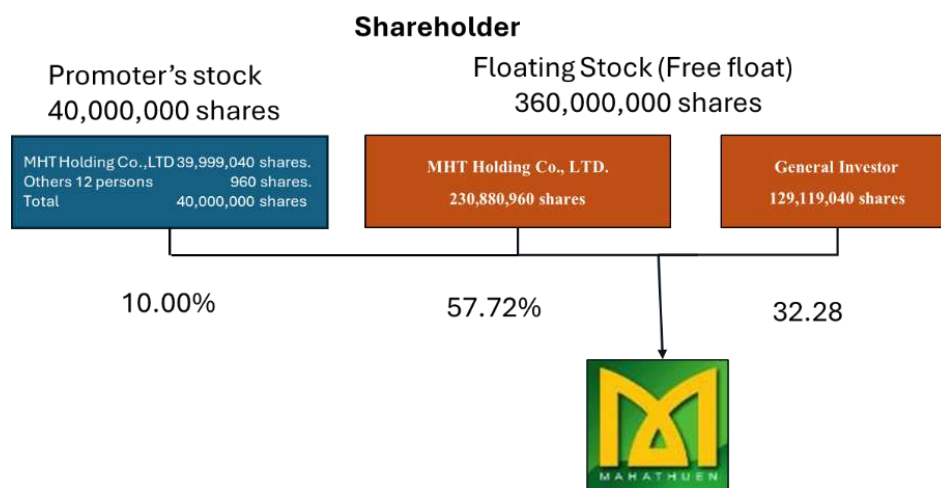 Shareholder
Promoter's stock
40,000,000 shares
Floating Stock (Free float)
360,000,000 shares
MHT Holding Co.,LTD 39,999,040 shares.
Others 12 persons 960 shares.
Total 40,000,000 shares
MHT Holding Co., LTD.
230,880,960 shares
General Investor
129,119,040 shares
10.00%
57.72%
32.28
MAHATHUEN